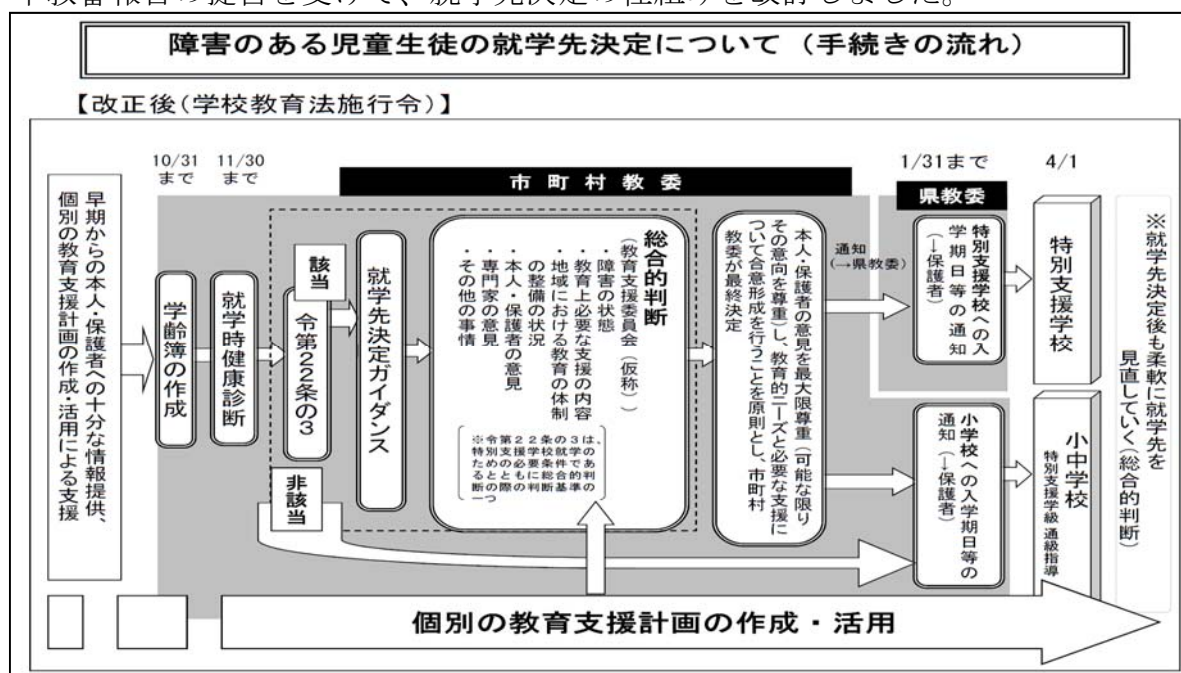 障害のある児童生徒の就学先決定について（手続きの流れ）
【改正後（学校教育法施行令）】
早期からの本人・保護者への十分な情報提供、
個別の教育支援計画の作成・活用による支援
10/31
まで
11/30
まで
学齢簿の作成
就学時健康診断
市町村教委
該当
令第２２条の３
非該当
就学先決定ガイダンス
総合的判断
（教育支援委員会（仮称））
・障害の状態
・教育上必要な支援の内容
・地域における教育の体制
の整備の状況
・本人・保護者の意見
・専門家の意見
・その他の事情
※令第２２条の３は、
特別支援学校就学の
ための必要条件であ
るとともに総合的判
断の際の判断基準の
一つ
本人・保護者の意見を最大限尊重（可能な限り
その意向を尊重）し、教育的ニーズと必要な支援に
ついて合意形成を行うことを原則とし、市町村
教委が最終決定
通知
（→県教委）
1/31まで
県教委
特別支援学校への入
学期日等の通知
（→保護者）
小学校への入学期日等の
通知（→保護者）
4/1
特別支援学校
小中学校
特別支援学級 通級指導
※就学先決定後も柔軟に就学先を
見直していく（総合的判断）
個別の教育支援計画の作成・活用